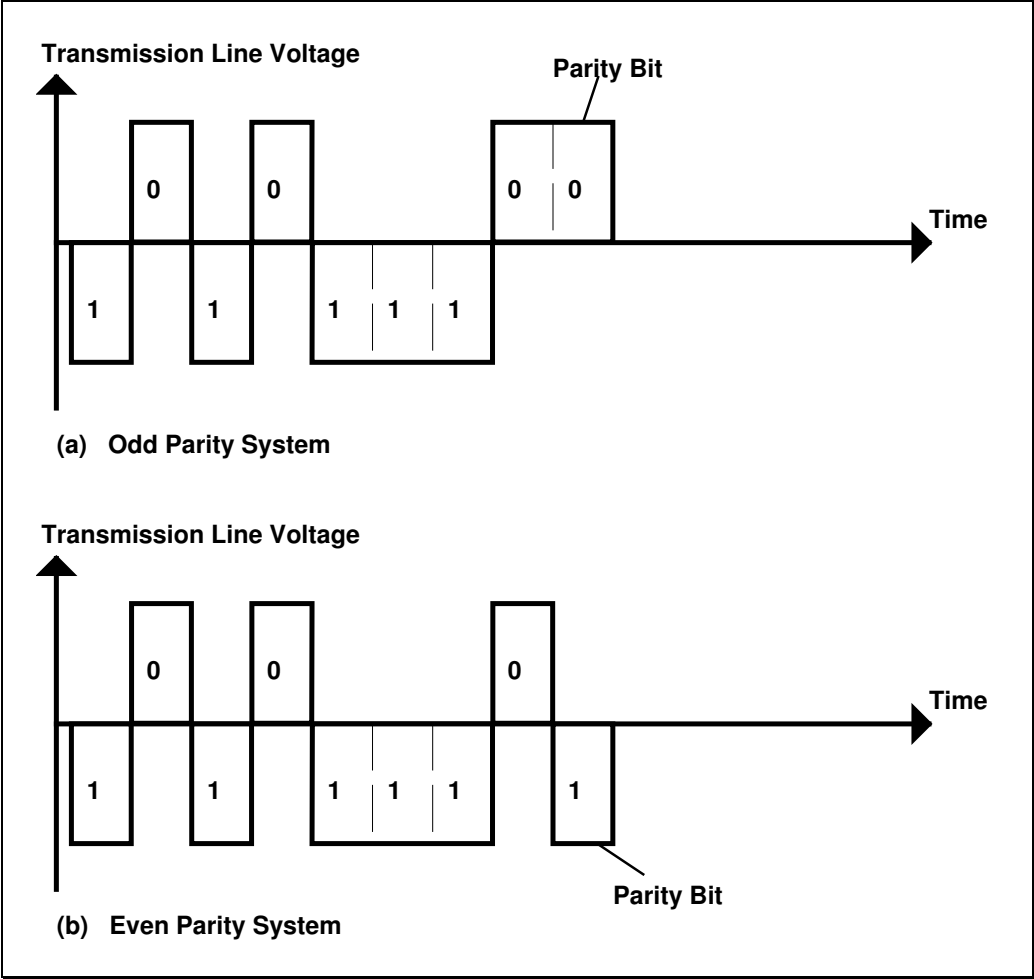 Transmission Line Voltage
Parity Bit
0 0 0 0
Time
1 1 1 1 1
(a) Odd Parity System
Transmission Line Voltage
0 0 0
Time
1 1 1 1 1 1
Parity Bit
(b) Even Parity System